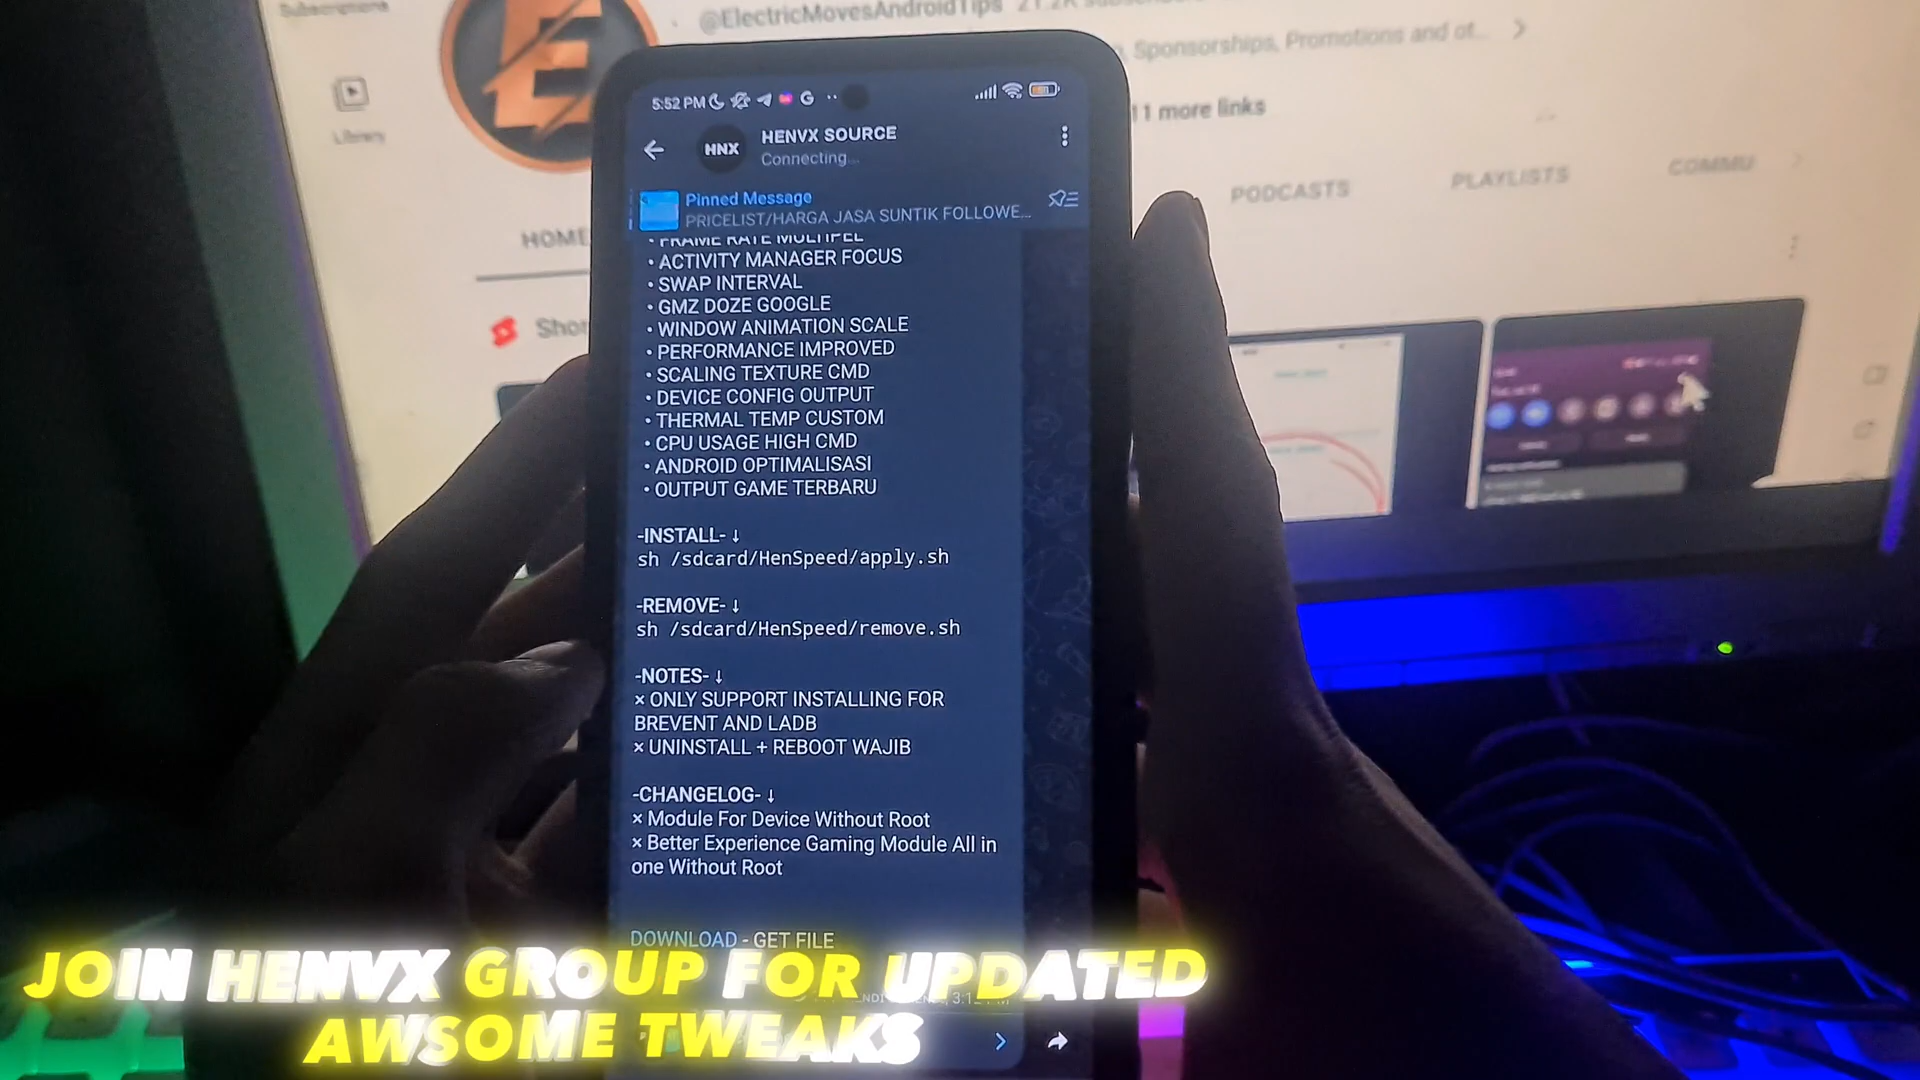 Subscriptions
@ElectricMovesAndroidTips
Sponsorships, Promotions and ot...
11 more links
Library
HOME
PODCASTS
PLAYLISTS
COMMU
Shor
5:52 PM
HNX
HENVX SOURCE
Connecting...
Pinned Message
PRICELIST/HARGA JASA SUNTIK FOLLOWE...
• FRAME RATE MULTIPEL
• ACTIVITY MANAGER FOCUS
• SWAP INTERVAL
• GMZ DOZE GOOGLE
• WINDOW ANIMATION SCALE
• PERFORMANCE IMPROVED
• SCALING TEXTURE CMD
• DEVICE CONFIG OUTPUT
• THERMAL TEMP CUSTOM
• CPU USAGE HIGH CMD
• ANDROID OPTIMALISASI
• OUTPUT GAME TERBARU
-INSTALL- ↓
sh /sdcard/HenSpeed/apply.sh
-REMOVE- ↓
sh /sdcard/HenSpeed/remove.sh
-NOTES- ↓
× ONLY SUPPORT INSTALLING FOR
BREVENT AND LADB
× UNINSTALL + REBOOT WAJIB
-CHANGELOG- ↓
× Module For Device Without Root
× Better Experience Gaming Module All in
one Without Root
DOWNLOAD - GET FILE
JOIN HENVX GROUP FOR UPDATED
AWSOME TWEAKS